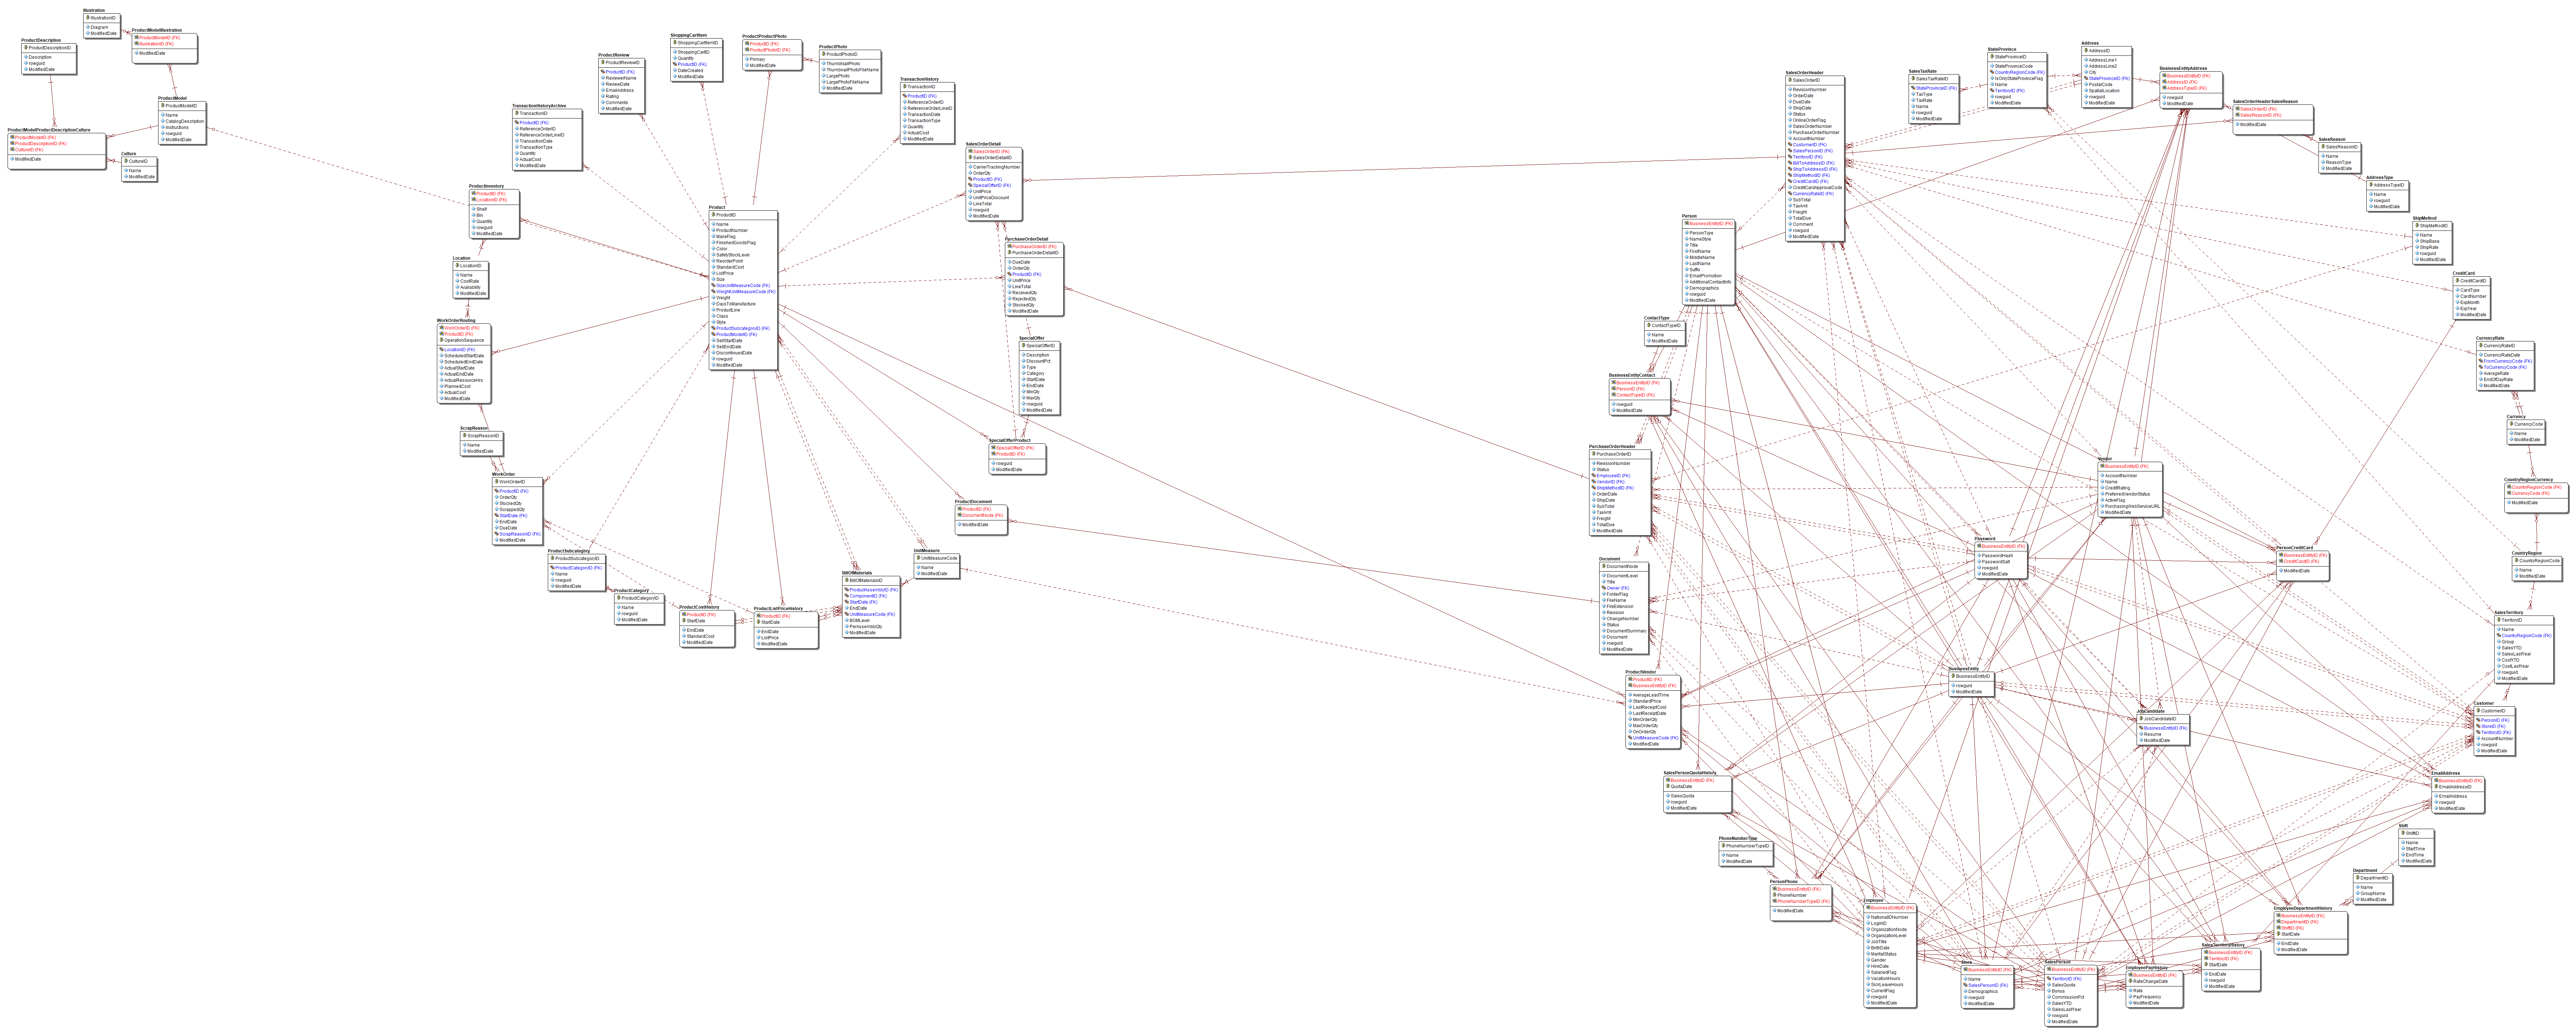 Illustration
IllustrationID
Diagram
ModifiedDate
ProductDescription
ProductDescriptionID
Description
rowguid
ModifiedDate
ProductModelIllustration
ProductModelID (FK)
IllustrationID (FK)
ModifiedDate
ProductModel
ProductModelID
Name
CatalogDescription
Instructions
rowguid
ModifiedDate
ProductModelProductDescriptionCulture
ProductModelID (FK)
ProductDescriptionID (FK)
CultureID (FK)
ModifiedDate
Culture
CultureID
Name
ModifiedDate
ProductReview
ProductReviewID
ProductID (FK)
ReviewerName
ReviewDate
EmailAddress
Rating
Comments
ModifiedDate
ShoppingCartItem
ShoppingCartItemID
ShoppingCartID
Quantity
ProductID (FK)
DateCreated
ModifiedDate
ProductProductPhoto
ProductID (FK)
ProductPhotoID (FK)
Primary
ModifiedDate
ProductPhoto
ProductPhotoID
ThumbNailPhoto
ThumbnailPhotoFileName
LargePhoto
LargePhotoFileName
ModifiedDate
TransactionHistory
TransactionID
ProductID (FK)
ReferenceOrderID
ReferenceOrderLineID
TransactionDate
TransactionType
Quantity
ActualCost
ModifiedDate
TransactionHistoryArchive
TransactionID
ProductID (FK)
ReferenceOrderID
ReferenceOrderLineID
TransactionDate
TransactionType
Quantity
ActualCost
ModifiedDate
SalesOrderDetail
SalesOrderID (FK)
SalesOrderDetailID
CarrierTrackingNumber
OrderQty
ProductID (FK)
SpecialOfferID (FK)
UnitPrice
UnitPriceDiscount
LineTotal
rowguid
ModifiedDate
ProductInventory
ProductID (FK)
LocationID (FK)
Shelf
Bin
Quantity
rowguid
ModifiedDate
Product
ProductID
Name
ProductNumber
MakeFlag
FinishedGoodsFlag
Color
SafetyStockLevel
ReorderPoint
StandardCost
ListPrice
Size
SizeUnitMeasureCode (FK)
WeightUnitMeasureCode (FK)
Weight
DaysToManufacture
ProductLine
Class
Style
ProductSubcategoryID (FK)
ProductModelID (FK)
SellStartDate
SellEndDate
DiscontinuedDate
rowguid
ModifiedDate
PurchaseOrderDetail
PurchaseOrderID (FK)
PurchaseOrderDetailID
DueDate
OrderQty
ProductID (FK)
UnitPrice
LineTotal
ReceivedQty
RejectedQty
StockedQty
ModifiedDate
Location
LocationID
Name
CostRate
Availability
ModifiedDate
WorkOrderRouting
WorkOrderID (FK)
ProductID (FK)
OperationSequence
LocationID (FK)
ScheduledStartDate
ScheduledEndDate
ActualStartDate
ActualEndDate
ActualResourceHrs
PlannedCost
ActualCost
ModifiedDate
SpecialOffer
SpecialOfferID
Description
DiscountPct
Type
Category
StartDate
EndDate
MinQty
MaxQty
rowguid
ModifiedDate
SpecialOfferProduct
SpecialOfferID (FK)
ProductID (FK)
rowguid
ModifiedDate
ScrapReason
ScrapReasonID
Name
ModifiedDate
WorkOrder
WorkOrderID
ProductID (FK)
OrderQty
StockedQty
ScrappedQty
StartDate (FK)
EndDate
DueDate
ScrapReasonID (FK)
ModifiedDate
ProductDocument
ProductID (FK)
DocumentNode (FK)
ModifiedDate
ProductSubcategory
ProductSubcategoryID
ProductCategoryID (FK)
Name
rowguid
ModifiedDate
ProductCategory
ProductCategoryID
Name
rowguid
ModifiedDate
ProductCostHistory
ProductID (FK)
StartDate
EndDate
StandardCost
ModifiedDate
ProductListPriceHistory
ProductID (FK)
StartDate
EndDate
ListPrice
ModifiedDate
BillOfMaterials
BillOfMaterialsID
ProductAssemblyID (FK)
ComponentID (FK)
StartDate (FK)
EndDate
UnitMeasureCode (FK)
BOMLevel
PerAssemblyQty
ModifiedDate
UnitMeasure
UnitMeasureCode
Name
ModifiedDate
SalesOrderHeader
SalesOrderID
RevisionNumber
OrderDate
DueDate
ShipDate
Status
OnlineOrderFlag
SalesOrderNumber
PurchaseOrderNumber
AccountNumber
CustomerID (FK)
SalesPersonID (FK)
TerritoryID (FK)
BillToAddressID (FK)
ShipToAddressID (FK)
ShipMethodID (FK)
CreditCardID (FK)
CreditCardApprovalCode
CurrencyRateID (FK)
SubTotal
TaxAmt
Freight
TotalDue
Comment
rowguid
ModifiedDate
SalesTaxRate
SalesTaxRateID
StateProvinceID (FK)
TaxType
TaxRate
Name
rowguid
ModifiedDate
StateProvince
StateProvinceID
StateProvinceCode
CountryRegionCode (FK)
IsOnlyStateProvinceFlag
Name
TerritoryID (FK)
rowguid
ModifiedDate
Address
AddressID
AddressLine1
AddressLine2
City
StateProvinceID (FK)
PostalCode
SpatialLocation
rowguid
ModifiedDate
BusinessEntityAddress
BusinessEntityID (FK)
AddressID (FK)
AddressTypeID (FK)
rowguid
ModifiedDate
SalesOrderHeaderSalesReason
SalesOrderID (FK)
SalesReasonID (FK)
ModifiedDate
SalesReason
SalesReasonID
Name
ReasonType
ModifiedDate
AddressType
AddressTypeID
Name
rowguid
ModifiedDate
ShipMethod
ShipMethodID
Name
ShipBase
ShipRate
rowguid
ModifiedDate
CreditCard
CreditCardID
CardType
CardNumber
ExpMonth
ExpYear
ModifiedDate
Person
BusinessEntityID (FK)
PersonType
NameStyle
Title
FirstName
MiddleName
LastName
Suffix
EmailPromotion
AdditionalContactInfo
Demographics
rowguid
ModifiedDate
ContactType
ContactTypeID
Name
ModifiedDate
CurrencyRate
CurrencyRateID
CurrencyRateDate
FromCurrencyCode (FK)
ToCurrencyCode (FK)
AverageRate
EndOfDayRate
ModifiedDate
BusinessEntityContact
BusinessEntityID (FK)
PersonID (FK)
ContactTypeID (FK)
rowguid
ModifiedDate
Currency
CurrencyCode
Name
ModifiedDate
PurchaseOrderHeader
PurchaseOrderID
RevisionNumber
Status
EmployeeID (FK)
VendorID (FK)
ShipMethodID (FK)
OrderDate
ShipDate
SubTotal
TaxAmt
Freight
TotalDue
ModifiedDate
Vendor
BusinessEntityID (FK)
AccountNumber
Name
CreditRating
PreferredVendorStatus
ActiveFlag
PurchasingWebServiceURL
ModifiedDate
CountryRegionCurrency
CountryRegionCode (FK)
CurrencyCode (FK)
ModifiedDate
Password
BusinessEntityID (FK)
PasswordHash
PasswordSalt
rowguid
ModifiedDate
PersonCreditCard
BusinessEntityID (FK)
CreditCardID (FK)
ModifiedDate
CountryRegion
CountryRegionCode
Name
ModifiedDate
Document
DocumentNode
DocumentLevel
Title
Owner (FK)
FolderFlag
FileName
FileExtension
Revision
ChangeNumber
Status
DocumentSummary
Document
rowguid
ModifiedDate
SalesTerritory
TerritoryID
Name
CountryRegionCode (FK)
Group
SalesYTD
SalesLastYear
CostYTD
CostLastYear
rowguid
ModifiedDate
ProductVendor
ProductID (FK)
BusinessEntityID (FK)
AverageLeadTime
StandardPrice
LastReceiptCost
LastReceiptDate
MinOrderQty
MaxOrderQty
OnOrderQty
UnitMeasureCode (FK)
ModifiedDate
BusinessEntity
BusinessEntityID
rowguid
ModifiedDate
JobCandidate
JobCandidateID
BusinessEntityID (FK)
Resume
ModifiedDate
Customer
CustomerID
PersonID (FK)
StoreID (FK)
TerritoryID (FK)
AccountNumber
rowguid
ModifiedDate
SalesPersonQuotaHistory
BusinessEntityID (FK)
QuotaDate
SalesQuota
rowguid
ModifiedDate
EmailAddress
BusinessEntityID (FK)
EmailAddressID
EmailAddress
rowguid
ModifiedDate
PhoneNumberType
PhoneNumberTypeID
Name
ModifiedDate
Shift
ShiftID
Name
StartTime
EndTime
ModifiedDate
PersonPhone
BusinessEntityID (FK)
PhoneNumber
PhoneNumberTypeID (FK)
ModifiedDate
Department
DepartmentID
Name
GroupName
ModifiedDate
Employee
BusinessEntityID (FK)
NationalIDNumber
LoginID
OrganizationNode
OrganizationLevel
JobTitle
BirthDate
MaritalStatus
Gender
HireDate
SalariedFlag
VacationHours
SickLeaveHours
CurrentFlag
rowguid
ModifiedDate
EmployeeDepartmentHistory
BusinessEntityID (FK)
DepartmentID (FK)
ShiftID (FK)
StartDate
EndDate
ModifiedDate
Store
BusinessEntityID (FK)
Name
SalesPersonID (FK)
Demographics
rowguid
ModifiedDate
SalesPerson
BusinessEntityID (FK)
TerritoryID (FK)
SalesQuota
Bonus
CommissionPct
SalesYTD
SalesLastYear
rowguid
ModifiedDate
EmployeePayHistory
BusinessEntityID (FK)
RateChangeDate
Rate
PayFrequency
ModifiedDate
SalesTerritoryHistory
BusinessEntityID (FK)
TerritoryID (FK)
StartDate
EndDate
rowguid
ModifiedDate